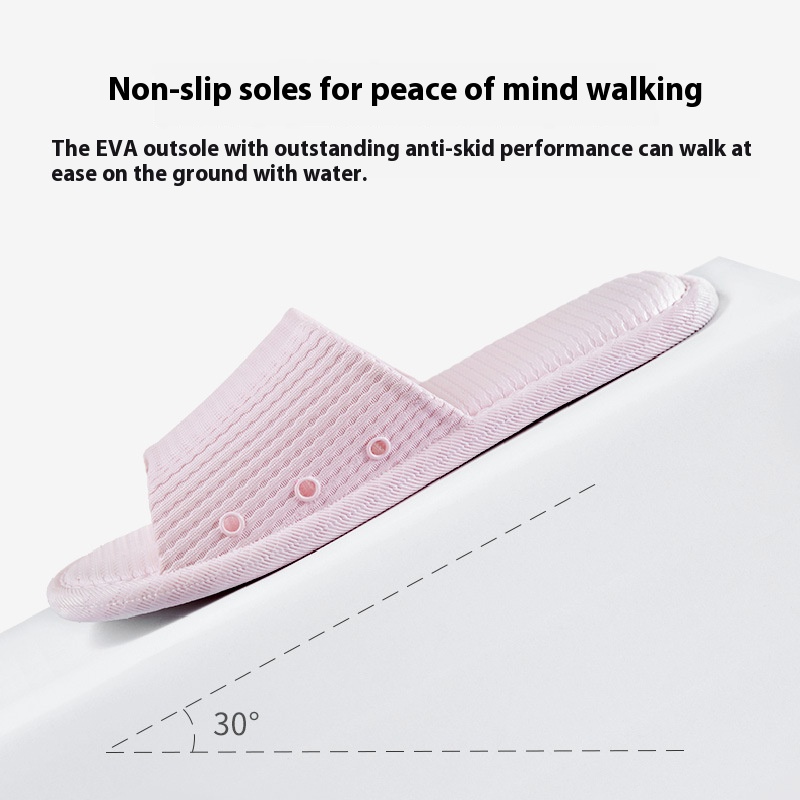 Non-slip soles for peace of mind walking
The EVA outsole with outstanding anti-skid performance can walk at
ease on the ground with water.
30°